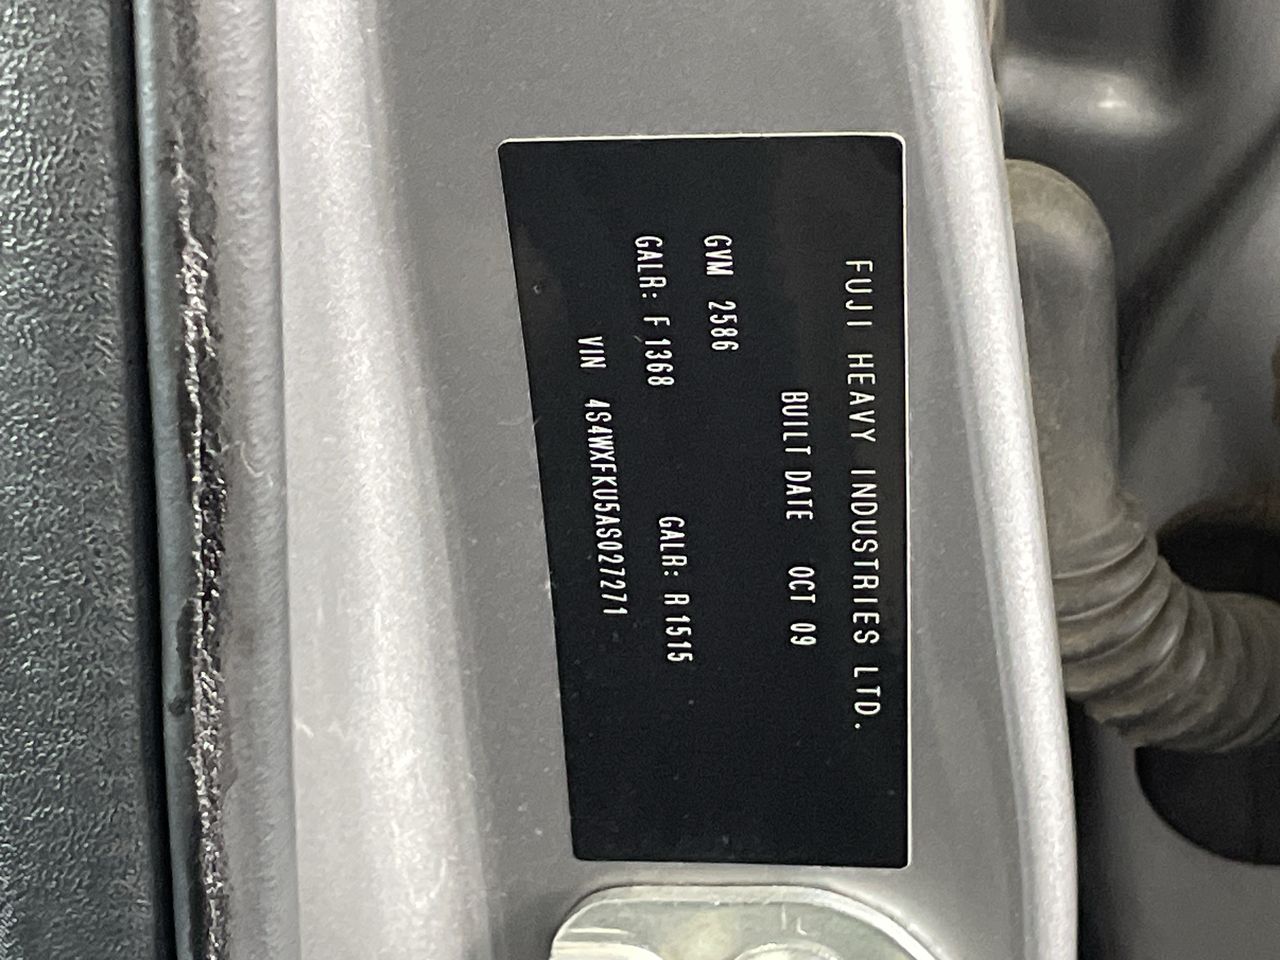 FUJI HEAVY INDUSTRIES LTD.
BUILT DATE OCT 09
GVM 2586
GALR: F 1368 GALR: R 1515
VIN 4S4WXFKU5AS027271